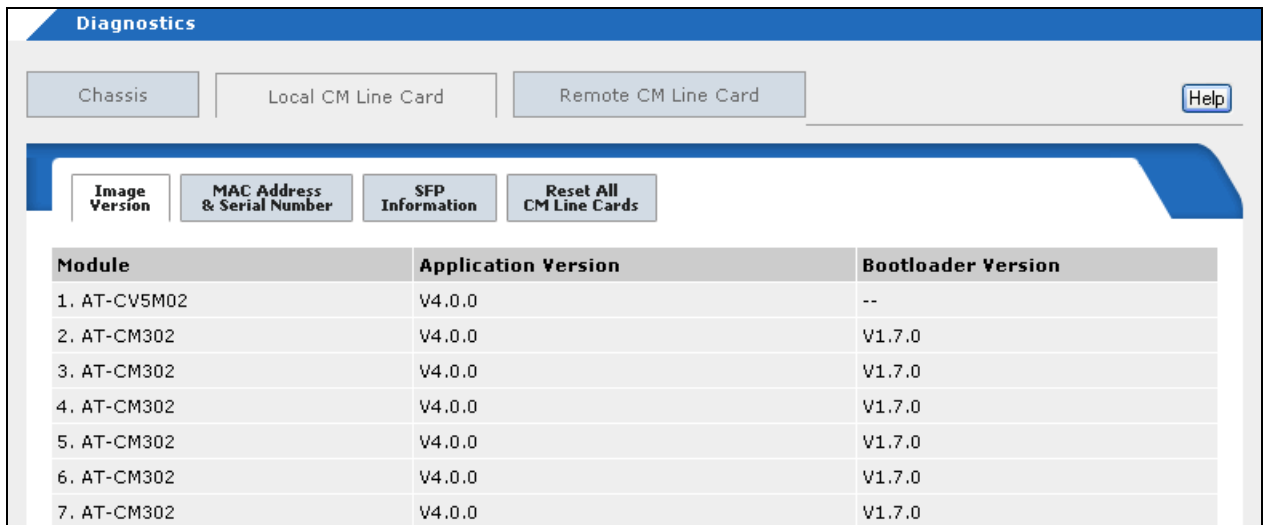 Diagnostics
Chassis Local CM Line Card Remote CM Line Card Help
Image Version MAC Address & Serial Number SFP Information Reset All CM Line Cards
Module Application Version Bootloader Version
1. AT-CV5M02 V4.0.0 --
2. AT-CM302 V4.0.0 V1.7.0
3. AT-CM302 V4.0.0 V1.7.0
4. AT-CM302 V4.0.0 V1.7.0
5. AT-CM302 V4.0.0 V1.7.0
6. AT-CM302 V4.0.0 V1.7.0
7. AT-CM302 V4.0.0 V1.7.0